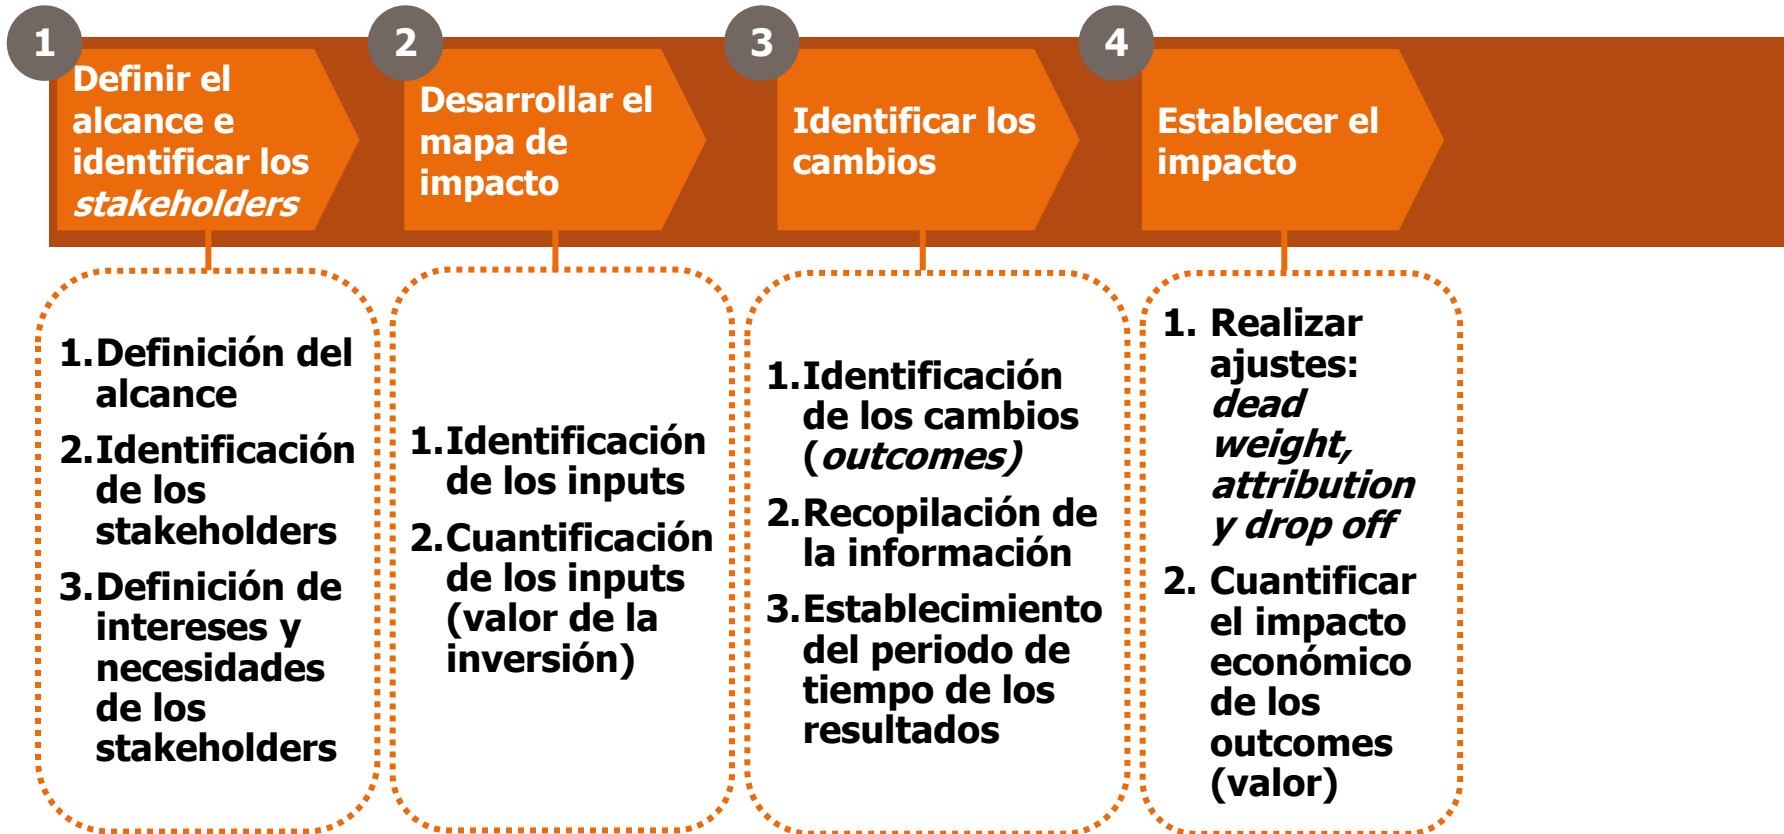 1
Definir el
alcance e
identificar los
stakeholders
2
Desarrollar el
mapa de
impacto
3
Identificar los
cambios
4
Establecer el
impacto
1.Definición del
alcance
2.Identificación
de los
stakeholders
3.Definición de
intereses y
necesidades
de los
stakeholders
1.Identificación
de los inputs
2.Cuantificación
de los inputs
(valor de la
inversión)
1.Identificación
de los cambios
(outcomes)
2.Recopilación de
la información
3.Establecimiento
del periodo de
tiempo de los
resultados
1. Realizar
ajustes:
dead
weight,
attribution
y drop off
2. Cuantificar
el impacto
económico
de los
outcomes
(valor)